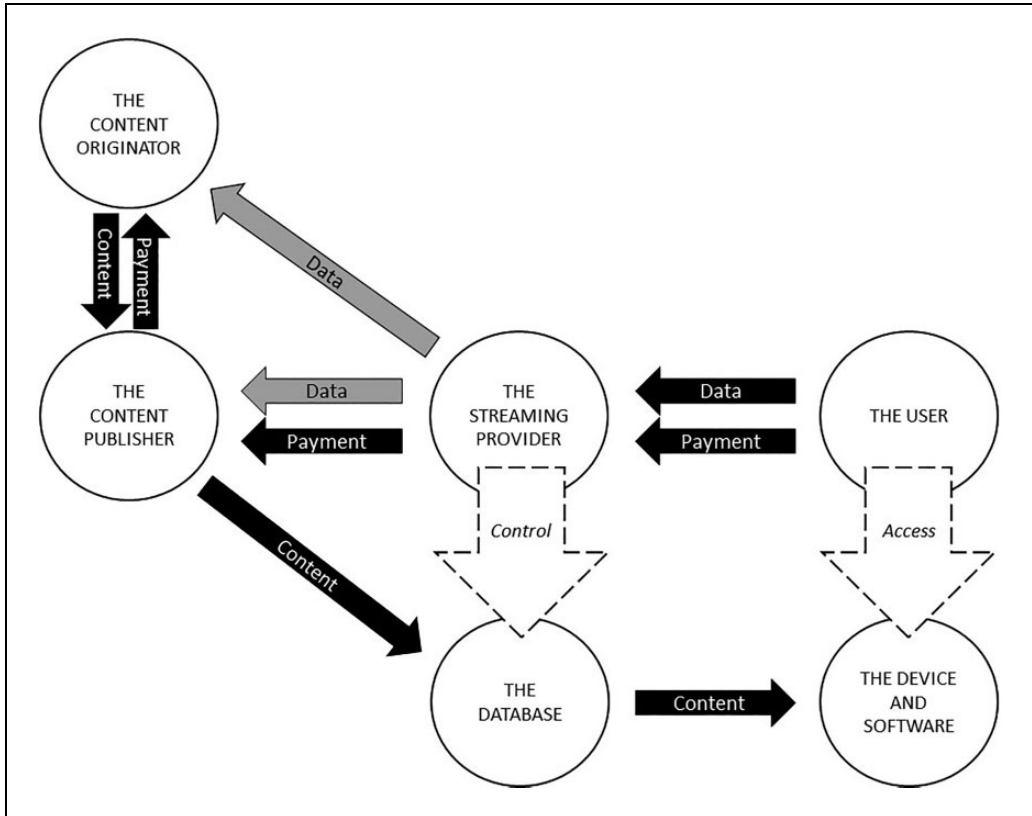 THE
CONTENT
ORIGINATOR
Content
Payment
Data
THE
CONTENT
PUBLISHER
Data
Payment
THE
STREAMING
PROVIDER
Data
Payment
THE USER
Control
Access
Content
THE
DATABASE
Content
THE DEVICE
AND
SOFTWARE